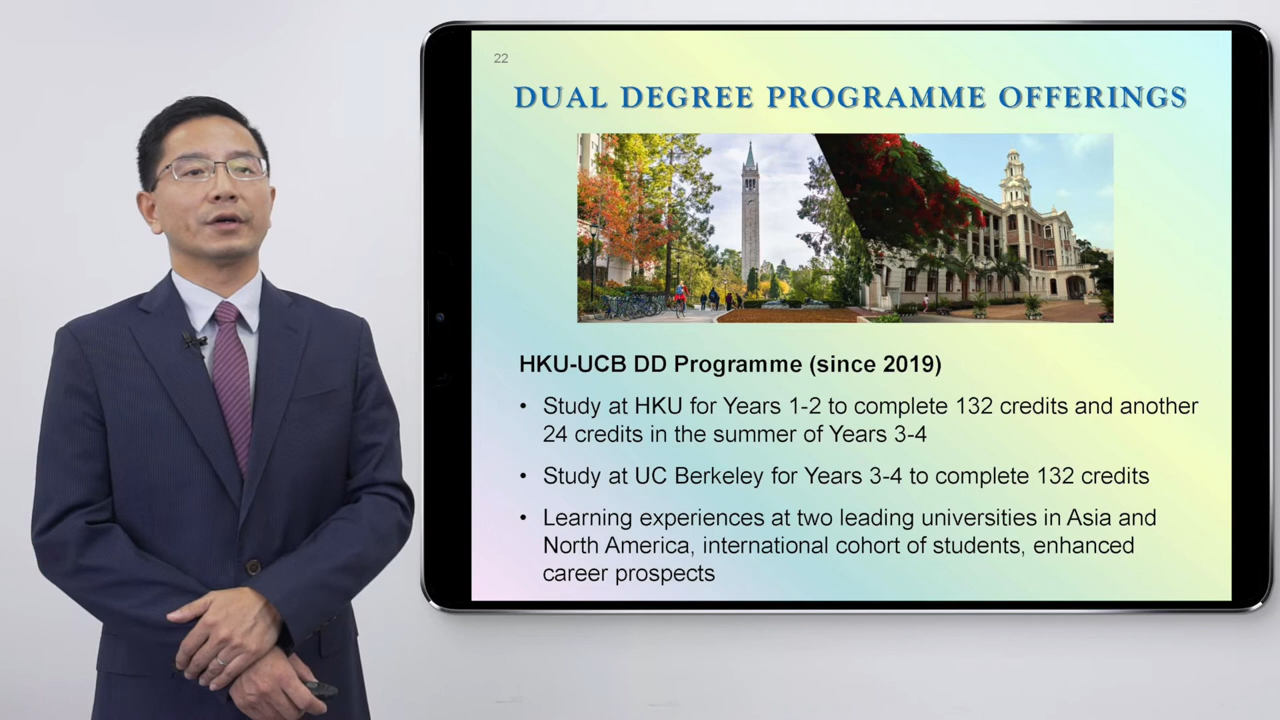 22
DUAL DEGREE PROGRAMME OFFERINGS
HKU-UCB DD Programme (since 2019)
• Study at HKU for Years 1-2 to complete 132 credits and another
24 credits in the summer of Years 3-4
• Study at UC Berkeley for Years 3-4 to complete 132 credits
• Learning experiences at two leading universities in Asia and
North America, international cohort of students, enhanced
career prospects